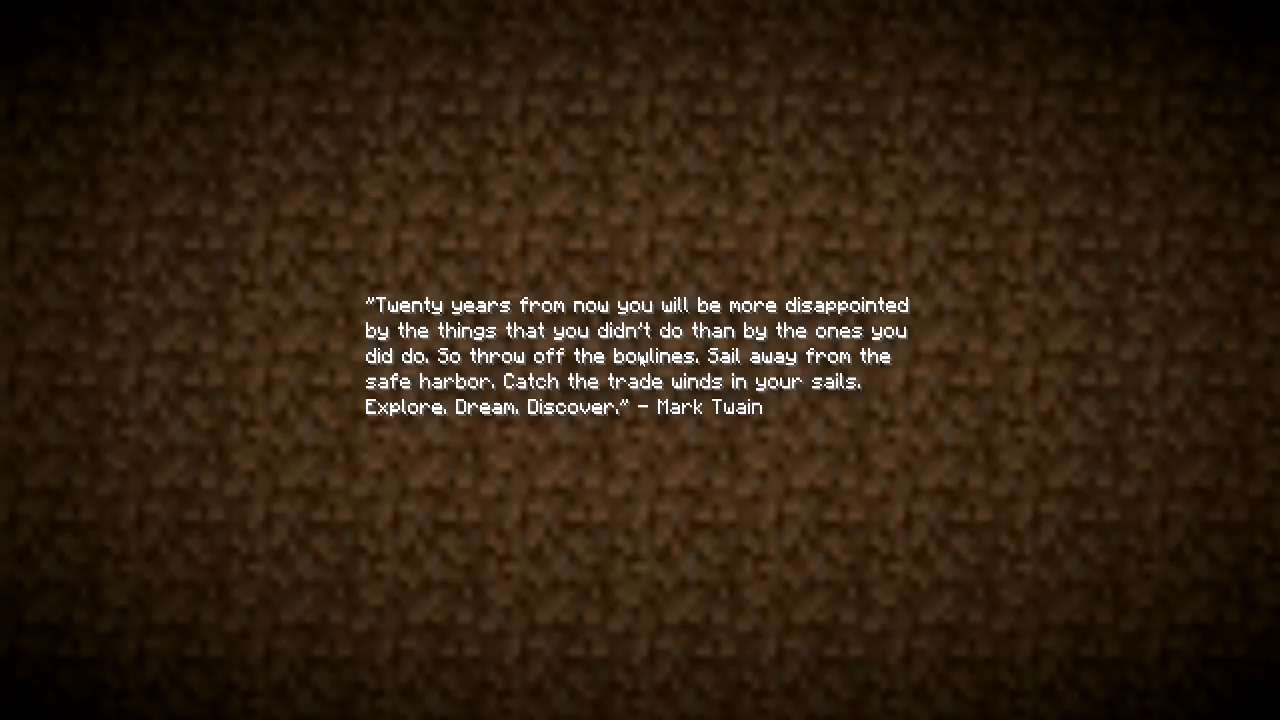 "Twenty years from now you will be more disappointed
by the things that you didn't do than by the ones you
did do. So throw off the bowlines. Sail away from the
safe harbor. Catch the trade winds in your sails.
Explore. Dream. Discover." - Mark Twain